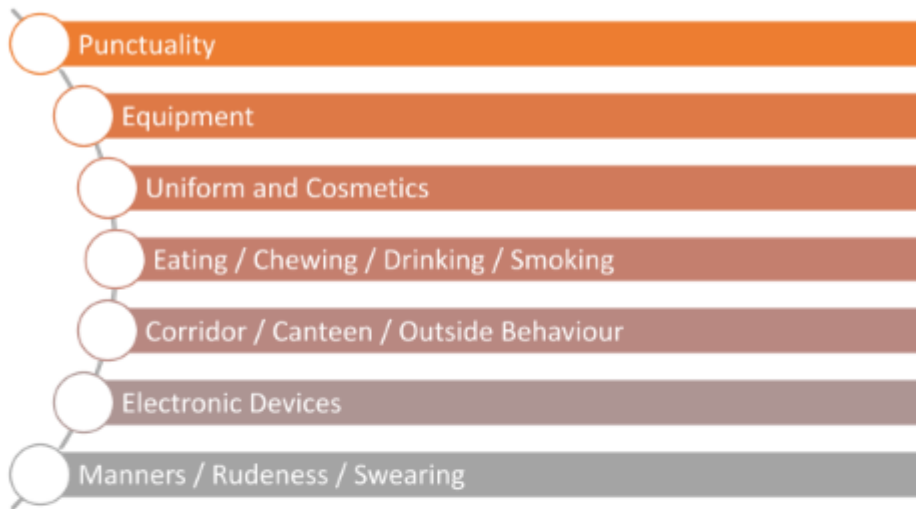 Punctuality
Equipment
Uniform and Cosmetics
Eating / Chewing / Drinking / Smoking
Corridor / Canteen / Outside Behaviour
Electronic Devices
Manners / Rudeness / Swearing